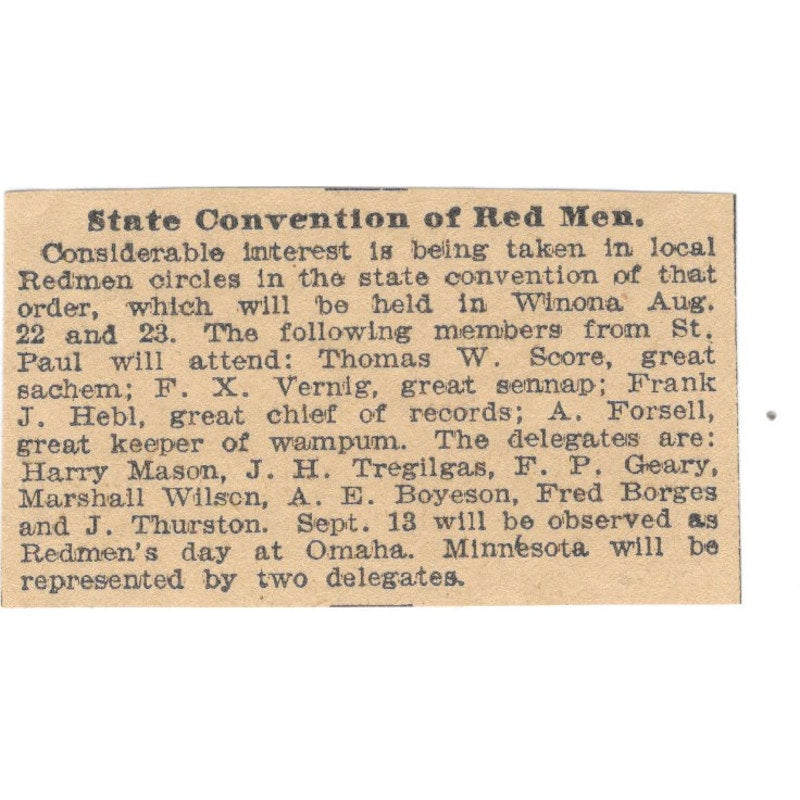 State Convention of Red Men.
Considerable interest is being taken in local
Redmen circles in the state convention of that
order, which will be held in Winona Aug.
22 and 23. The following members from St.
Paul will attend: Thomas W. Score, great
sachem; F. X. Vernig, great sennap; Frank
J. Hebl, great chief of records; A. Forsell,
great keeper of wampum. The delegates are:
Harry Mason, J. H. Tregilgas, F. P. Geary,
Marshall Wilson, A. E. Boyeson, Fred Borges
and J. Thurston. Sept. 13 will be observed as
Redmen's day at Omaha. Minnesota will be
represented by two delegates.